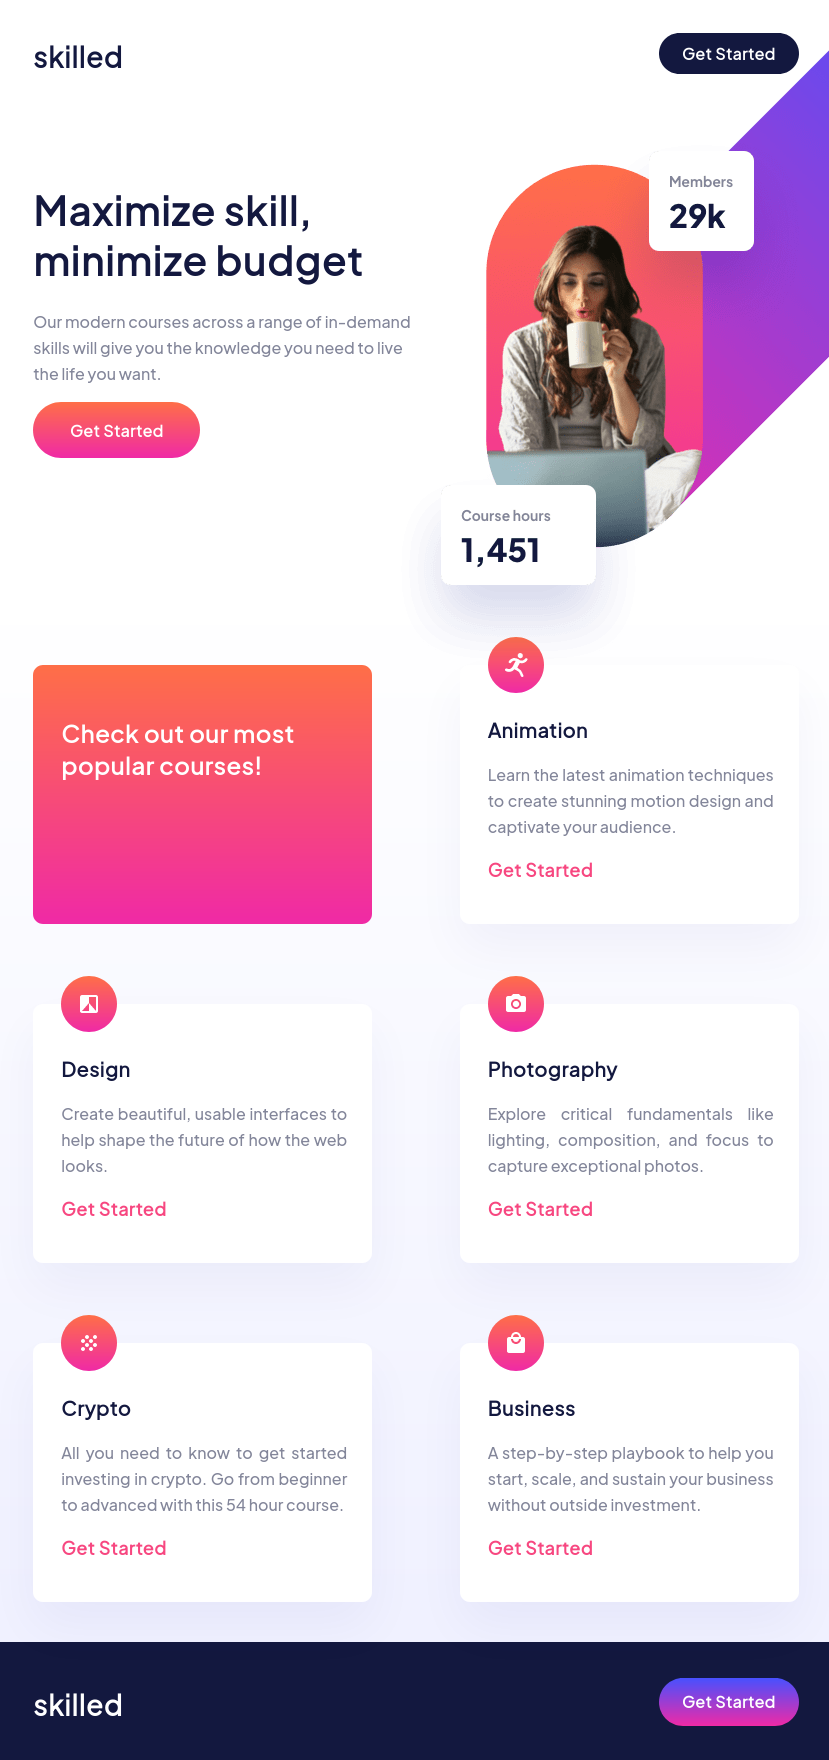 skilled
Get Started
Maximize skill,
minimize budget
Our modern courses across a range of in-demand
skills will give you the knowledge you need to live
the life you want.
Get Started
Members
29k
Course hours
1,451
Check out our most
popular courses!
Animation
Learn the latest animation techniques
to create stunning motion design and
captivate your audience.
Get Started
Design
Create beautiful, usable interfaces to
help shape the future of how the web
looks.
Get Started
Photography
Explore critical fundamentals like
lighting, composition, and focus to
capture exceptional photos.
Get Started
Crypto
All you need to know to get started
investing in crypto. Go from beginner
to advanced with this 54 hour course.
Get Started
Business
A step-by-step playbook to help you
start, scale, and sustain your business
without outside investment.
Get Started
skilled
Get Started